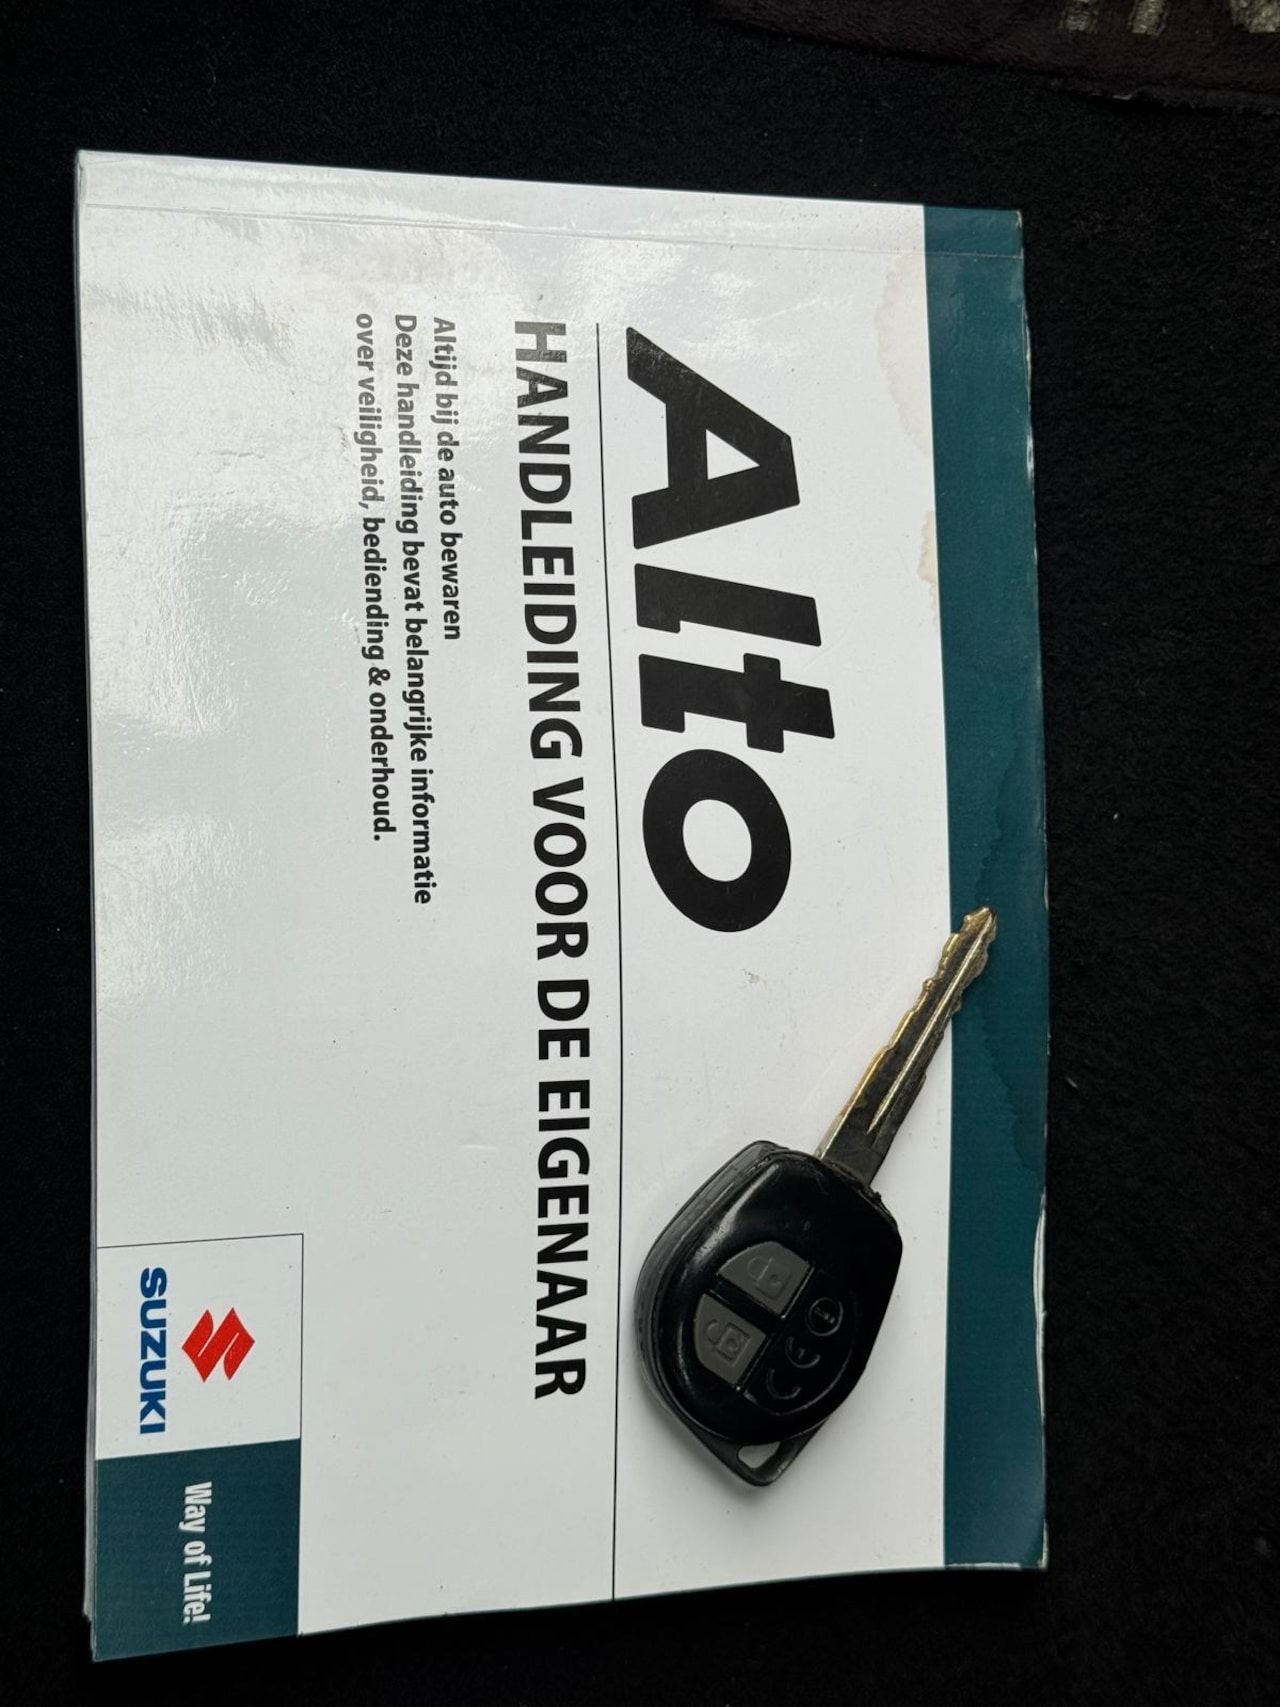 Alto
HANDLEIDING VOOR DE EIGENAAR
Altijd bij de auto bewaren
Deze handleiding bevat belangrijke informatie
over veiligheid, bediending & onderhoud.
SUZUKI
Way of Life!
CE